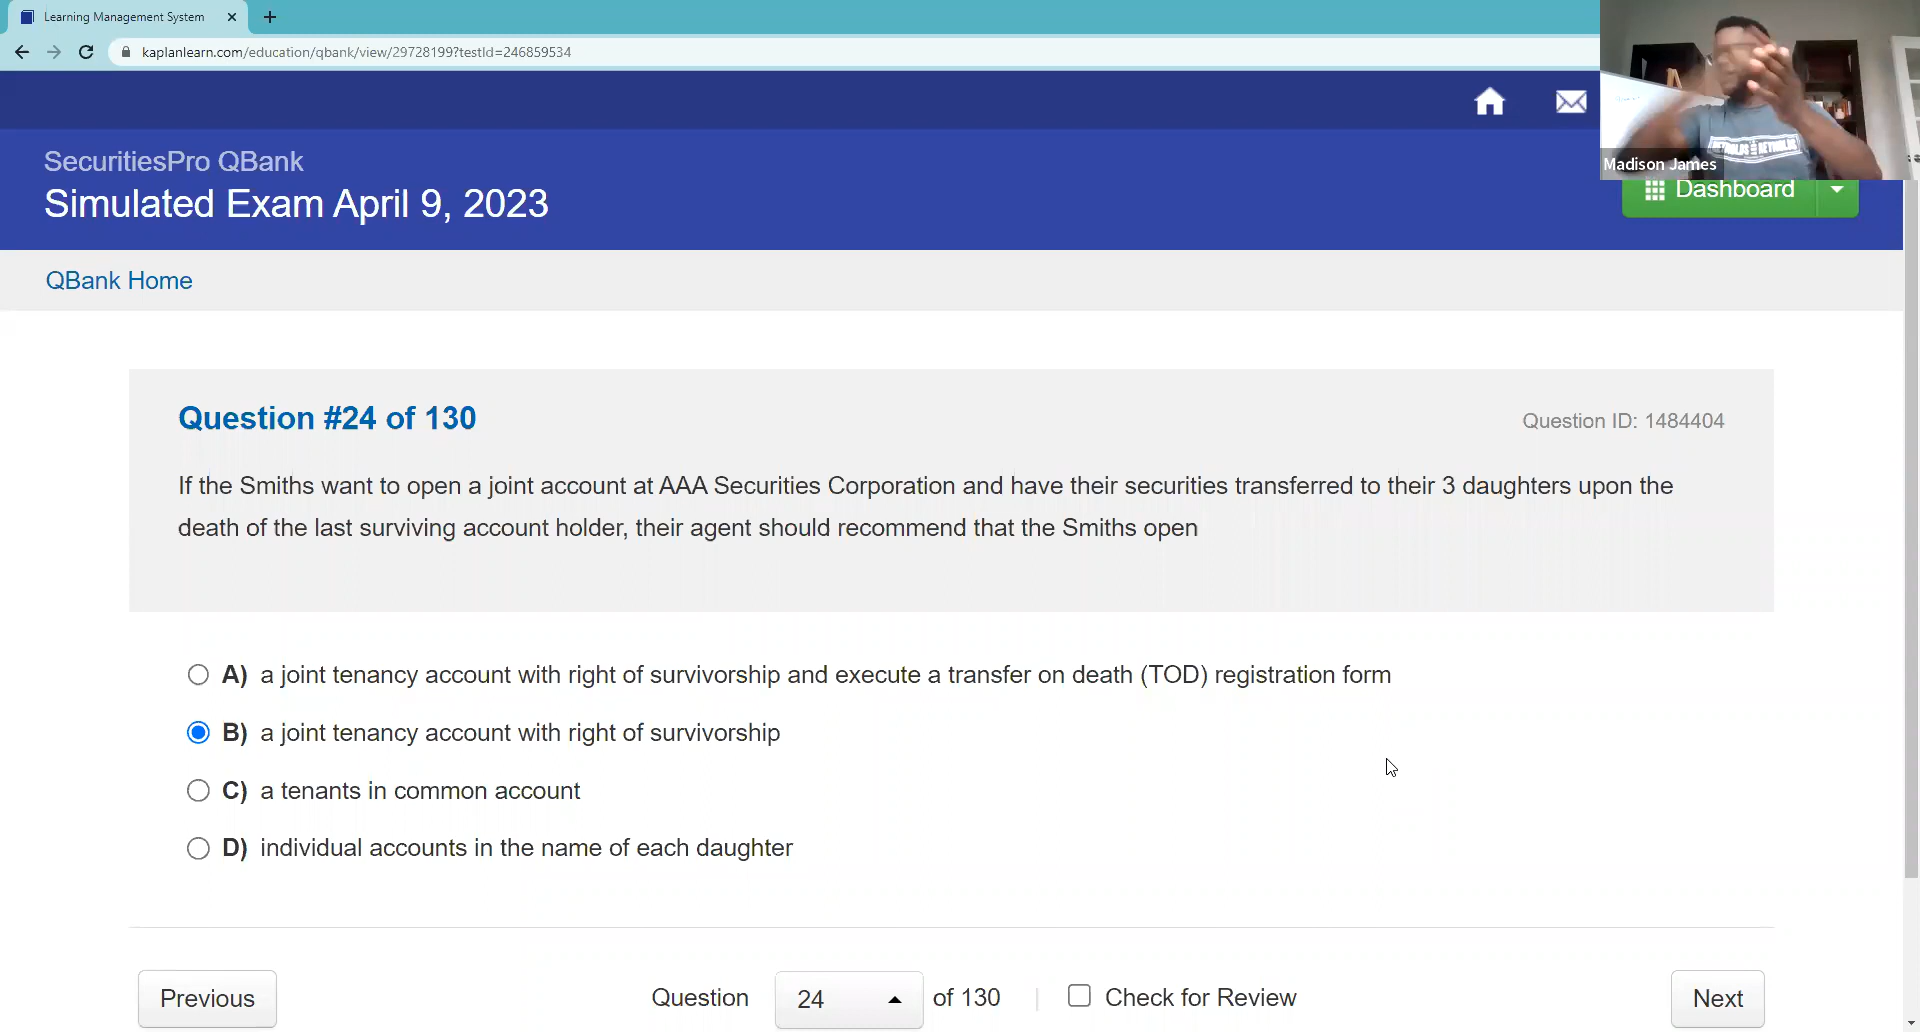 Learning Management System
kaplanlearn.com/education/qbank/view/29728199?testId=246859534
Madison James
SecuritiesPro QBank
Simulated Exam April 9, 2023
Dashboard
QBank Home
Question #24 of 130
Question ID: 1484404
If the Smiths want to open a joint account at AAA Securities Corporation and have their securities transferred to their 3 daughters upon the
death of the last surviving account holder, their agent should recommend that the Smiths open
A) a joint tenancy account with right of survivorship and execute a transfer on death (TOD) registration form
B) a joint tenancy account with right of survivorship
C) a tenants in common account
D) individual accounts in the name of each daughter
Previous
Question 24 of 130 | Check for Review
Next